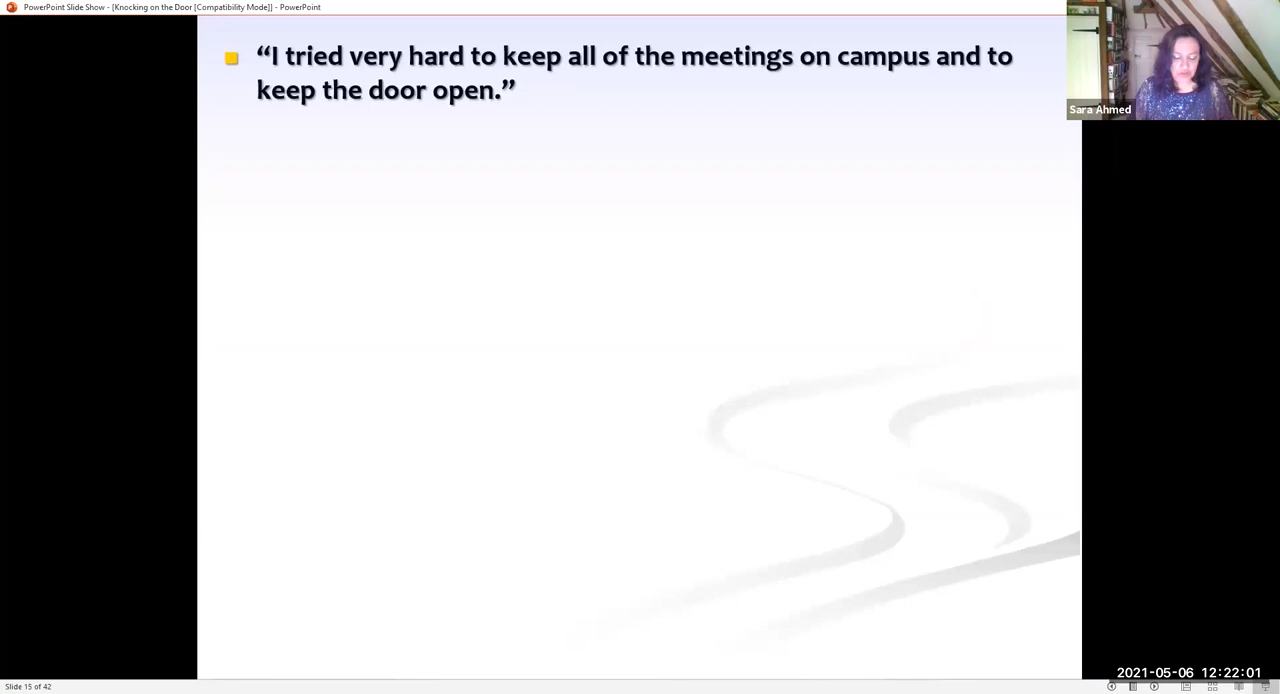 PowerPoint Slide Show - [Knocking on the Door [Compatibility Mode]] - PowerPoint
“I tried very hard to keep all of the meetings on campus and to
keep the door open.”
Sara Ahmed
2021-05-06 12:22:01
Slide 15 of 42